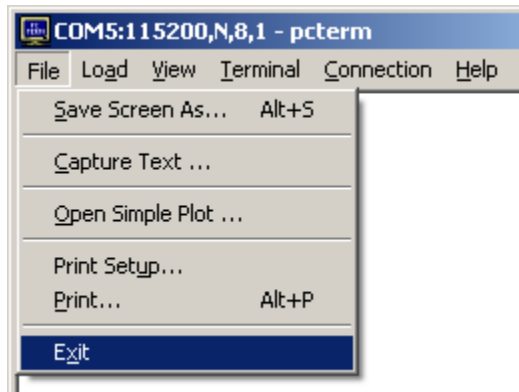 COM5:115200,N,8,1 - pcterm
File Load View Terminal Connection Help
Save Screen As... Alt+S
Capture Text ...
Open Simple Plot ...
Print Setup...
Print... Alt+P
Exit